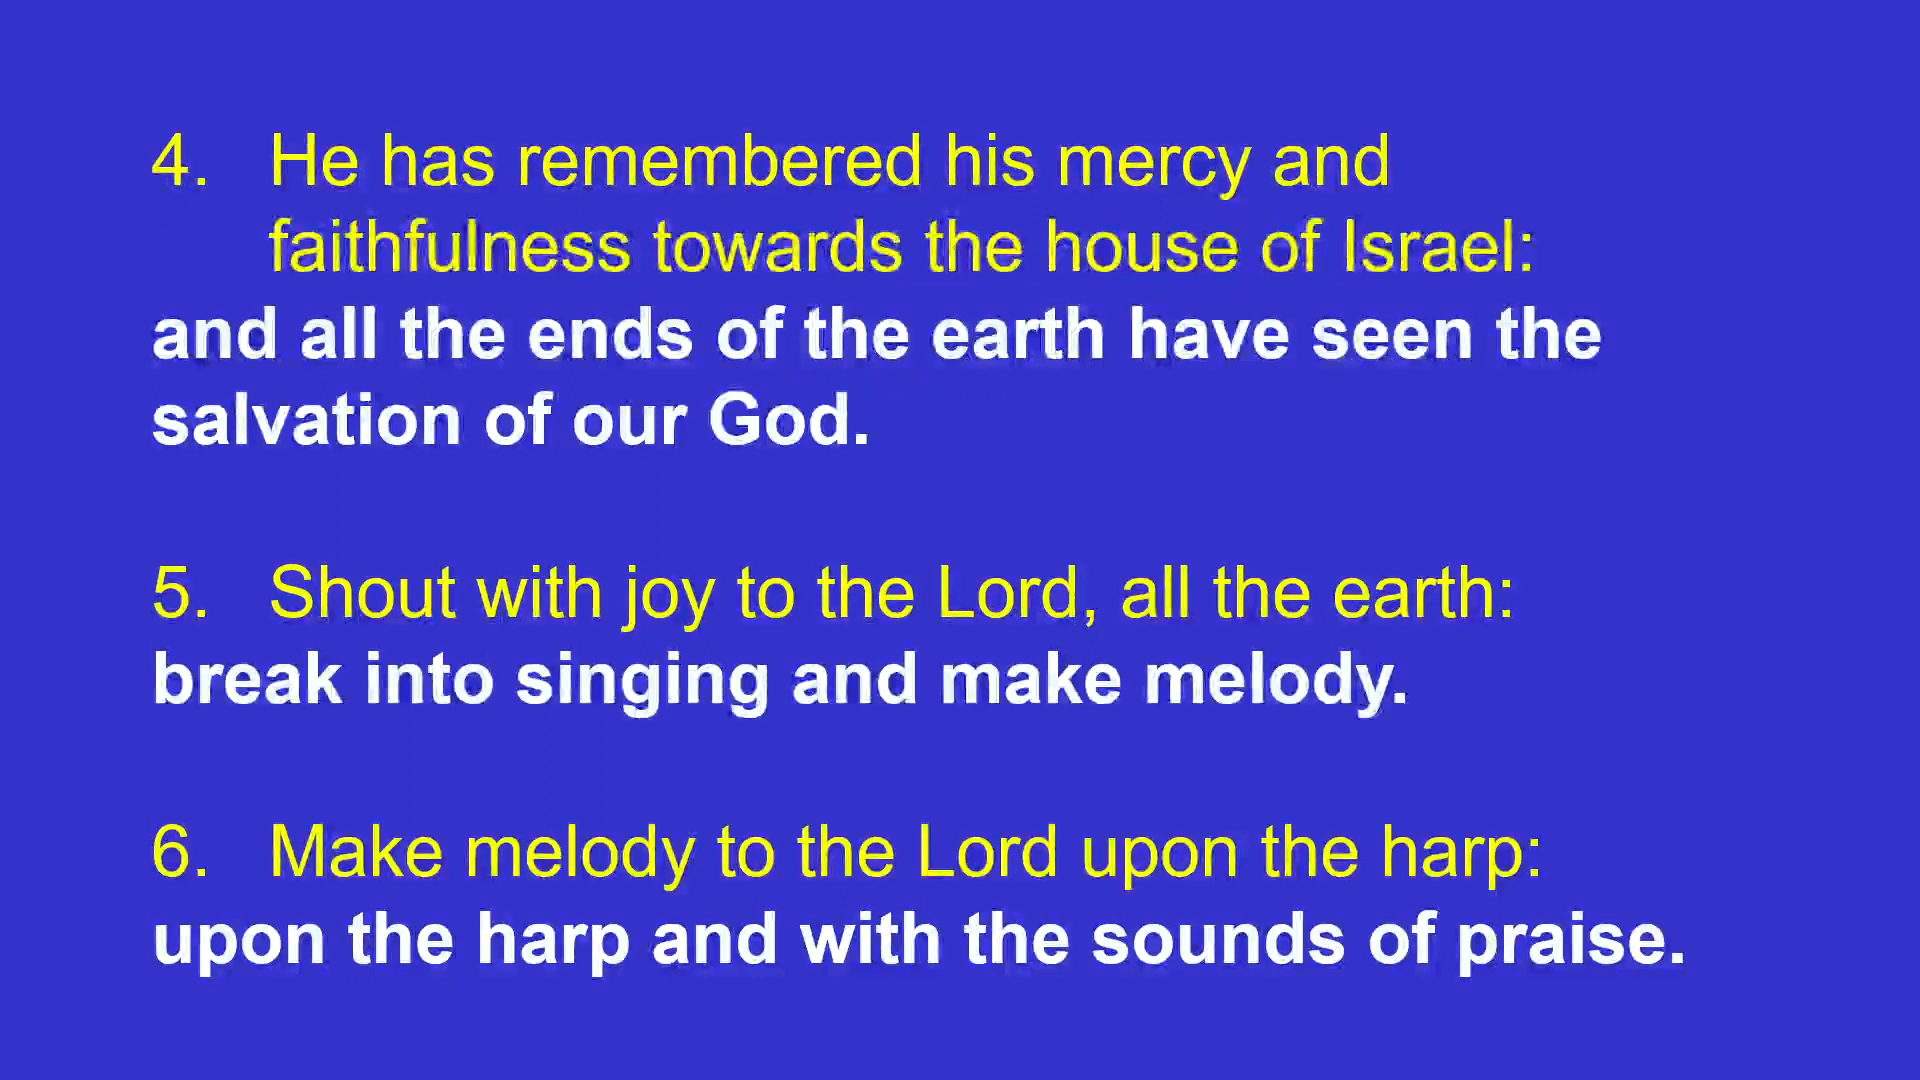 4. He has remembered his mercy and
faithfulness towards the house of Israel:
and all the ends of the earth have seen the
salvation of our God.
5. Shout with joy to the Lord, all the earth:
break into singing and make melody.
6. Make melody to the Lord upon the harp:
upon the harp and with the sounds of praise.